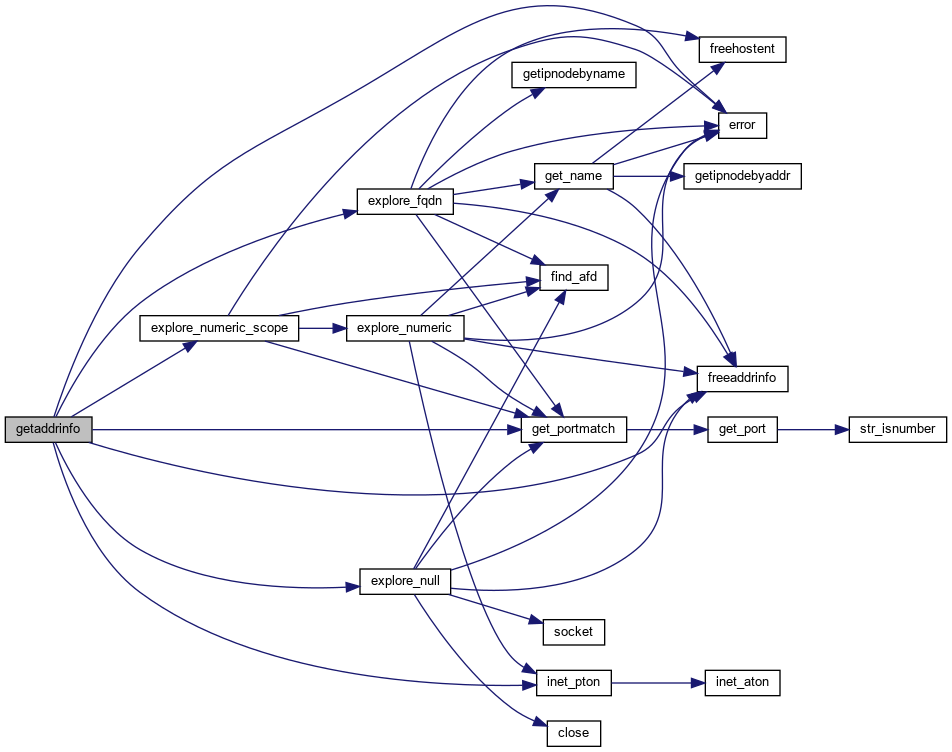 freehostent
getipnodebyname
error
get_name
getipnodebyaddr
explore_fqdn
find_afd
explore_numeric_scope
explore_numeric
freeaddrinfo
getaddrinfo
get_portmatch
get_port
str_isnumber
explore_null
socket
inet_pton
inet_aton
close